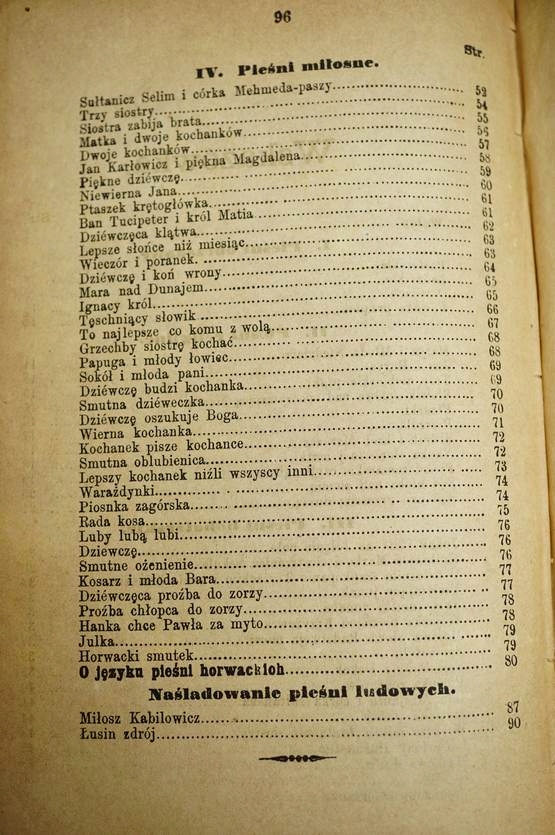 96
Str.
IV. Pieśni miłosne.
Sułtanicz Selim i córka Mehmeda-paszy 52
Trzy siostry 54
Siostra zabija brata 55
Matka i dwoje kochanków 56
Dwoje kochanków 57
Jan Karłowicz i piękna Magdalena 58
Piękne dziéwczę 59
Niewierna Jana 60
Ptaszek krętogłówka 61
Ban Tucipeter i król Matia 61
Dziéwczęca klątwa 62
Lepsze słońce niż miesiąc 63
Wieczór i poranek 63
Dziéwczę i koń wrony 64
Mara nad Dunajem 65
Ignacy król 65
Tęschniący słowik 66
To najlepsze co komu z wolą 67
Grzechby siostrę kochać 68
Papuga i młody łowiec 68
Sokół i młoda pani 69
Dziéwczę budzi kochanka 69
Smutna dziéweczka 70
Dziéwczę oszukuje Boga 70
Wierna kochanka 71
Kochanek pisze kochance 72
Smutna oblubienica 72
Lepszy kochanek niźli wszyscy inni 73
Warażdynki 74
Piosnka zagórska 74
Rada kosa 75
Luby lubą lubi 76
Dziewczę 76
Smutne ożenienie 76
Kosarz i młoda Bara 77
Dziéwczęca proźba do zorzy 77
Proźba chłopca do zorzy 78
Hanka chce Pawła za myto 78
Julka 79
Horwacki smutek 79
O języku pieśni horwackich 80
Naśladowanie pieśni ludowych.
Miłosz Kabilowicz 87
Łusin zdrój 90